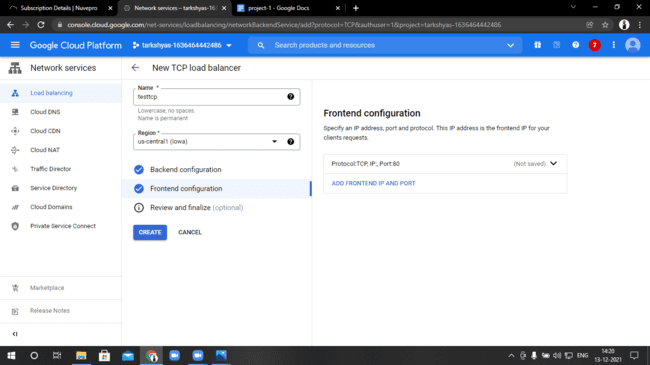 Subscription Details | Nuvepro
Network services – tarkshyas-16
project-1 - Google Docs
console.cloud.google.com/net-services/loadbalancing/networkBackendService/add?protocol=TCP&authuser=1&project=tarkshyas-1636464442486
Google Cloud Platform
tarkshyas-1636464442486
Search products and resources
7
Network services
New TCP load balancer
Load balancing
Cloud DNS
Cloud CDN
Cloud NAT
Traffic Director
Service Directory
Cloud Domains
Private Service Connect
Marketplace
Release Notes
Name *
testtcp
Lowercase, no spaces.
Name is permanent
Region *
us-central1 (Iowa)
Backend configuration
Frontend configuration
Review and finalize (optional)
CREATE CANCEL
Frontend configuration
Specify an IP address, port and protocol. This IP address is the frontend IP for your
clients requests.
Protocol:TCP, IP:, Port:80 (Not saved)
ADD FRONTEND IP AND PORT
ENG
14:20
13-12-2021